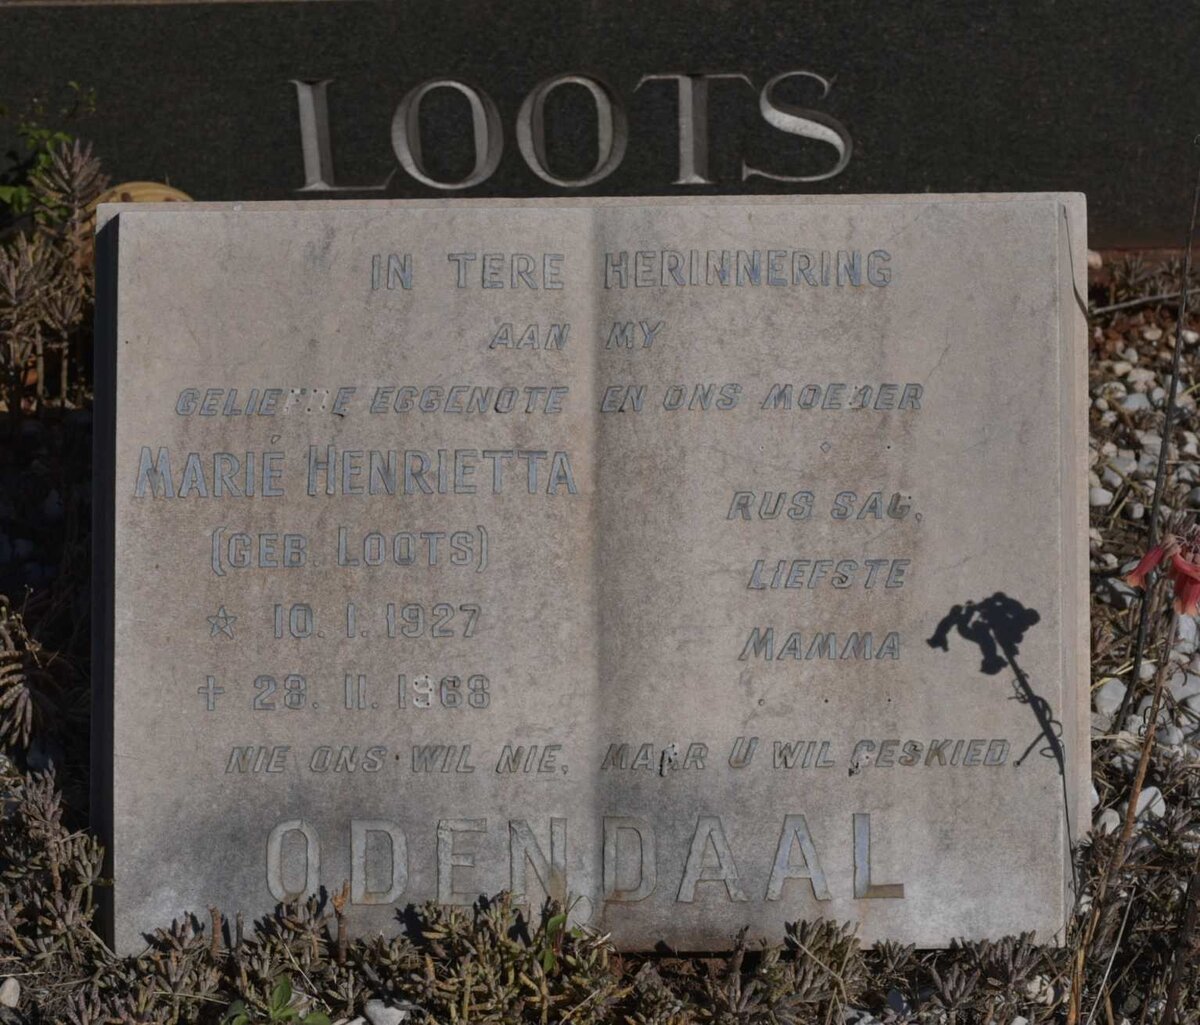 LOOTS
IN TERE HERINNERING
AAN MY
GELIEFDE EGGENOTE EN ONS MOEDER
MARIÉ HENRIETTA
(GEB. LOOTS)
☆ 10. 1. 1927
† 28. 11. 1968
RUS SAG,
LIEFSTE
MAMMA
NIE ONS WIL NIE, MAAR U WIL GESKIED.
ODENDAAL